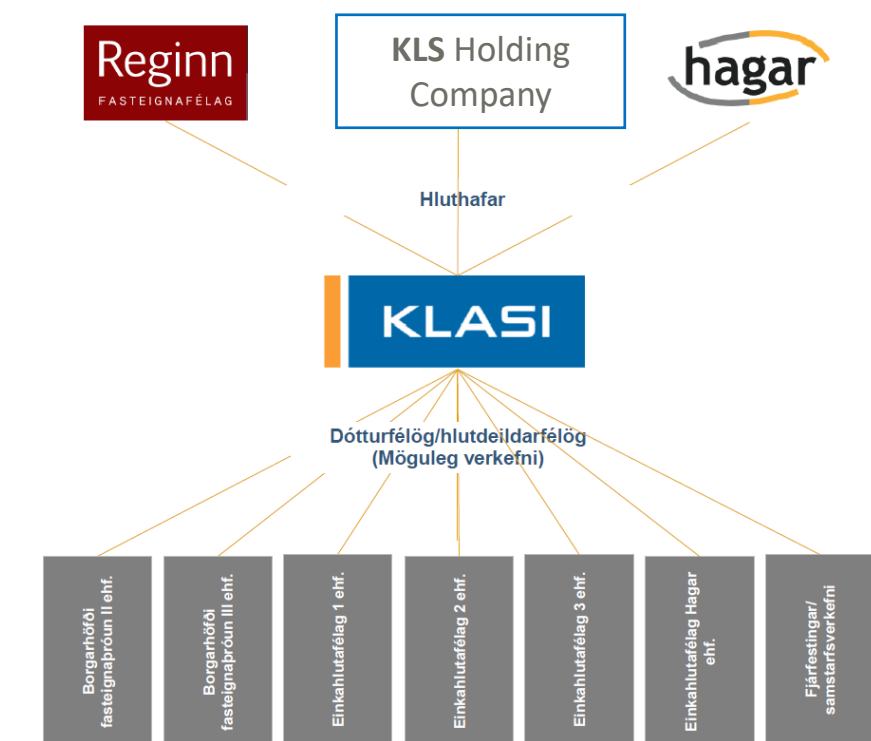 Reginn
FASTEIGNAFÉLAG
KLS Holding
Company
hagar
Hluthafar
KLASI
Dótturfélög/hlutdeildarfélög
(Möguleg verkefni)
Borgarhöfði
fasteignaþróun II ehf.
Borgarhöfði
fasteignaþróun III ehf.
Einkahlutafélag 1 ehf.
Einkahlutafélag 2 ehf.
Einkahlutafélag 3 ehf.
Einkahlutafélag Hagar
ehf.
Fjárfestingar/
samstarfsverkefni